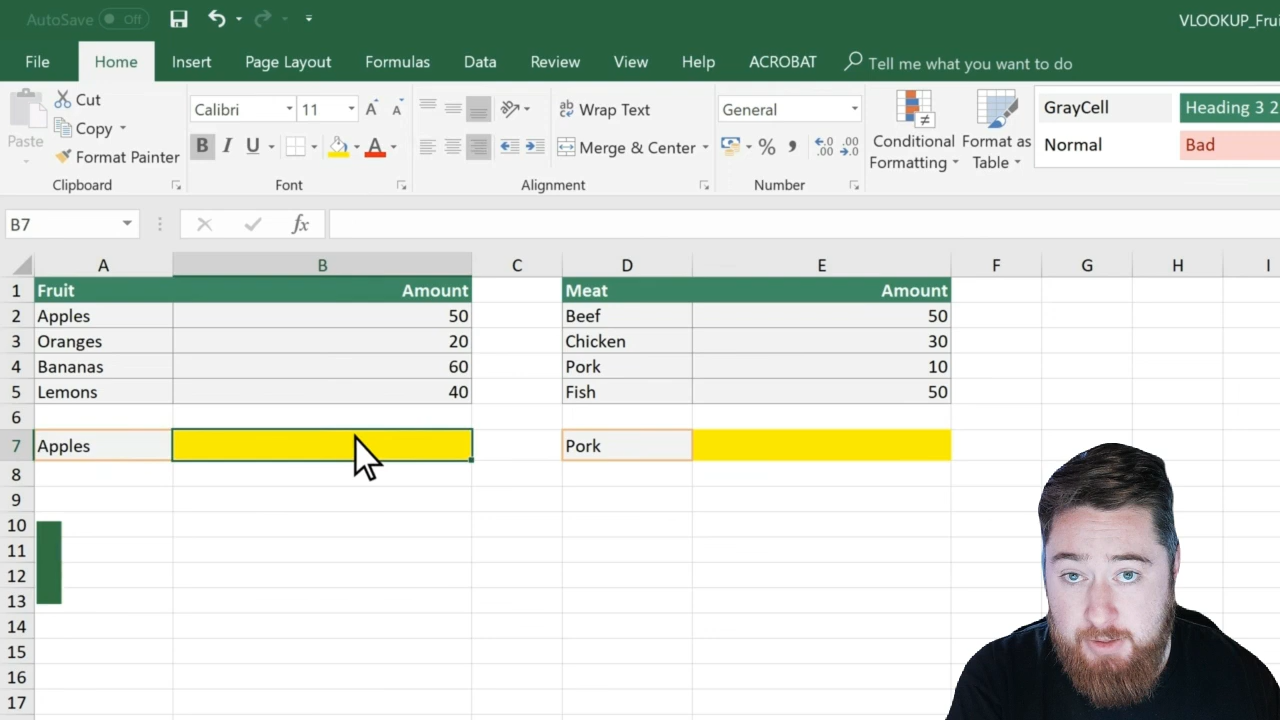 AutoSave Off
VLOOKUP_Frui
File Home Insert Page Layout Formulas Data Review View Help ACROBAT Tell me what you want to do
Paste
Cut
Copy
Format Painter
Clipboard
Calibri 11
B I U
Font
Wrap Text
Merge & Center
Alignment
General
% , .0 .00
.00 .0
Number
Conditional Formatting
Format as Table
GrayCell Heading 3 2
Normal Bad
B7 fx
A B C D E F G H I
1 Fruit Amount Meat Amount
2 Apples 50 Beef 50
3 Oranges 20 Chicken 30
4 Bananas 60 Pork 10
5 Lemons 40 Fish 50
6
7 Apples Pork
8
9
10
11
12
13
14
15
16
17